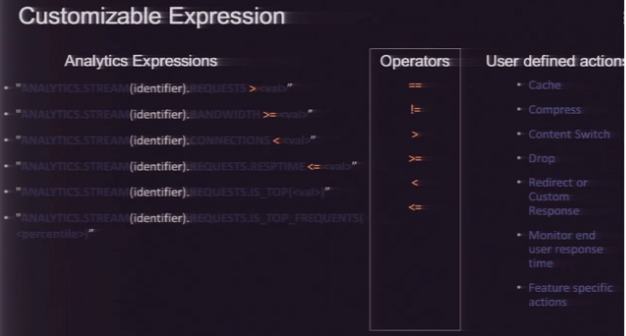 Customizable Expression
Analytics Expressions
"ANALYTICS.STREAM(identifier).REQUESTS ><val>"
"ANALYTICS.STREAM(identifier).BANDWIDTH >=<val>"
"ANALYTICS.STREAM(identifier).CONNECTIONS <<val>"
"ANALYTICS.STREAM(identifier).REQUESTS.RESPTIME <=<val>"
"ANALYTICS.STREAM(identifier).REQUESTS.IS_TOP(<val>)"
"ANALYTICS.STREAM(identifier).REQUESTS.IS_TOP_FREQUENTS(
<percentile>)"
Operators
==
!=
>
>=
<
<=
User defined actions
Cache
Compress
Content Switch
Drop
Redirect or
Custom
Response
Monitor end
user response
time
Feature specific
actions